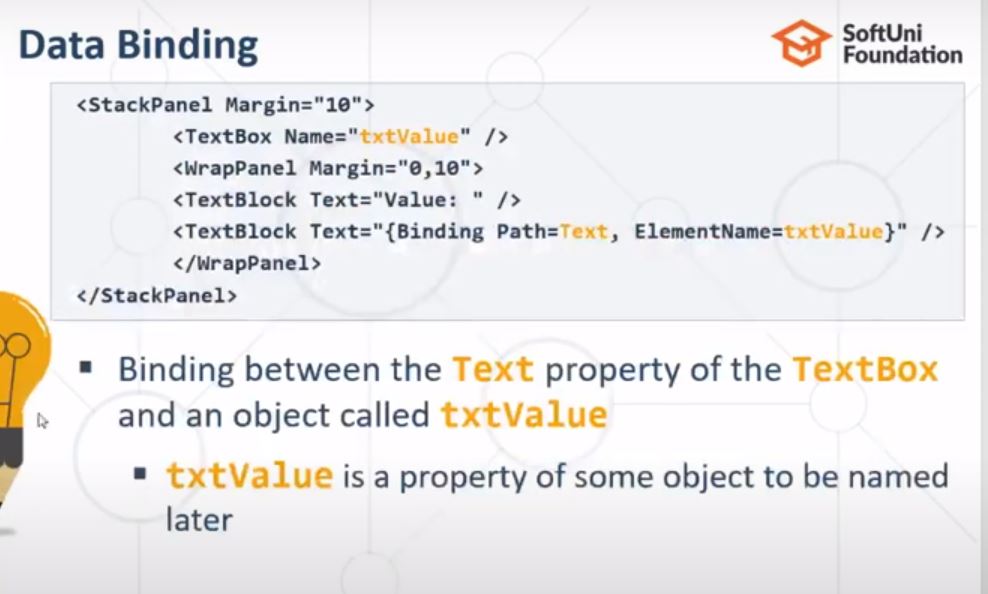 Data Binding
SoftUni
Foundation
<StackPanel Margin="10">
<TextBox Name="txtValue" />
<WrapPanel Margin="0,10">
<TextBlock Text="Value: " />
<TextBlock Text="{Binding Path=Text, ElementName=txtValue}" />
</WrapPanel>
</StackPanel>
▪ Binding between the Text property of the TextBox
and an object called txtValue
▪ txtValue is a property of some object to be named
later